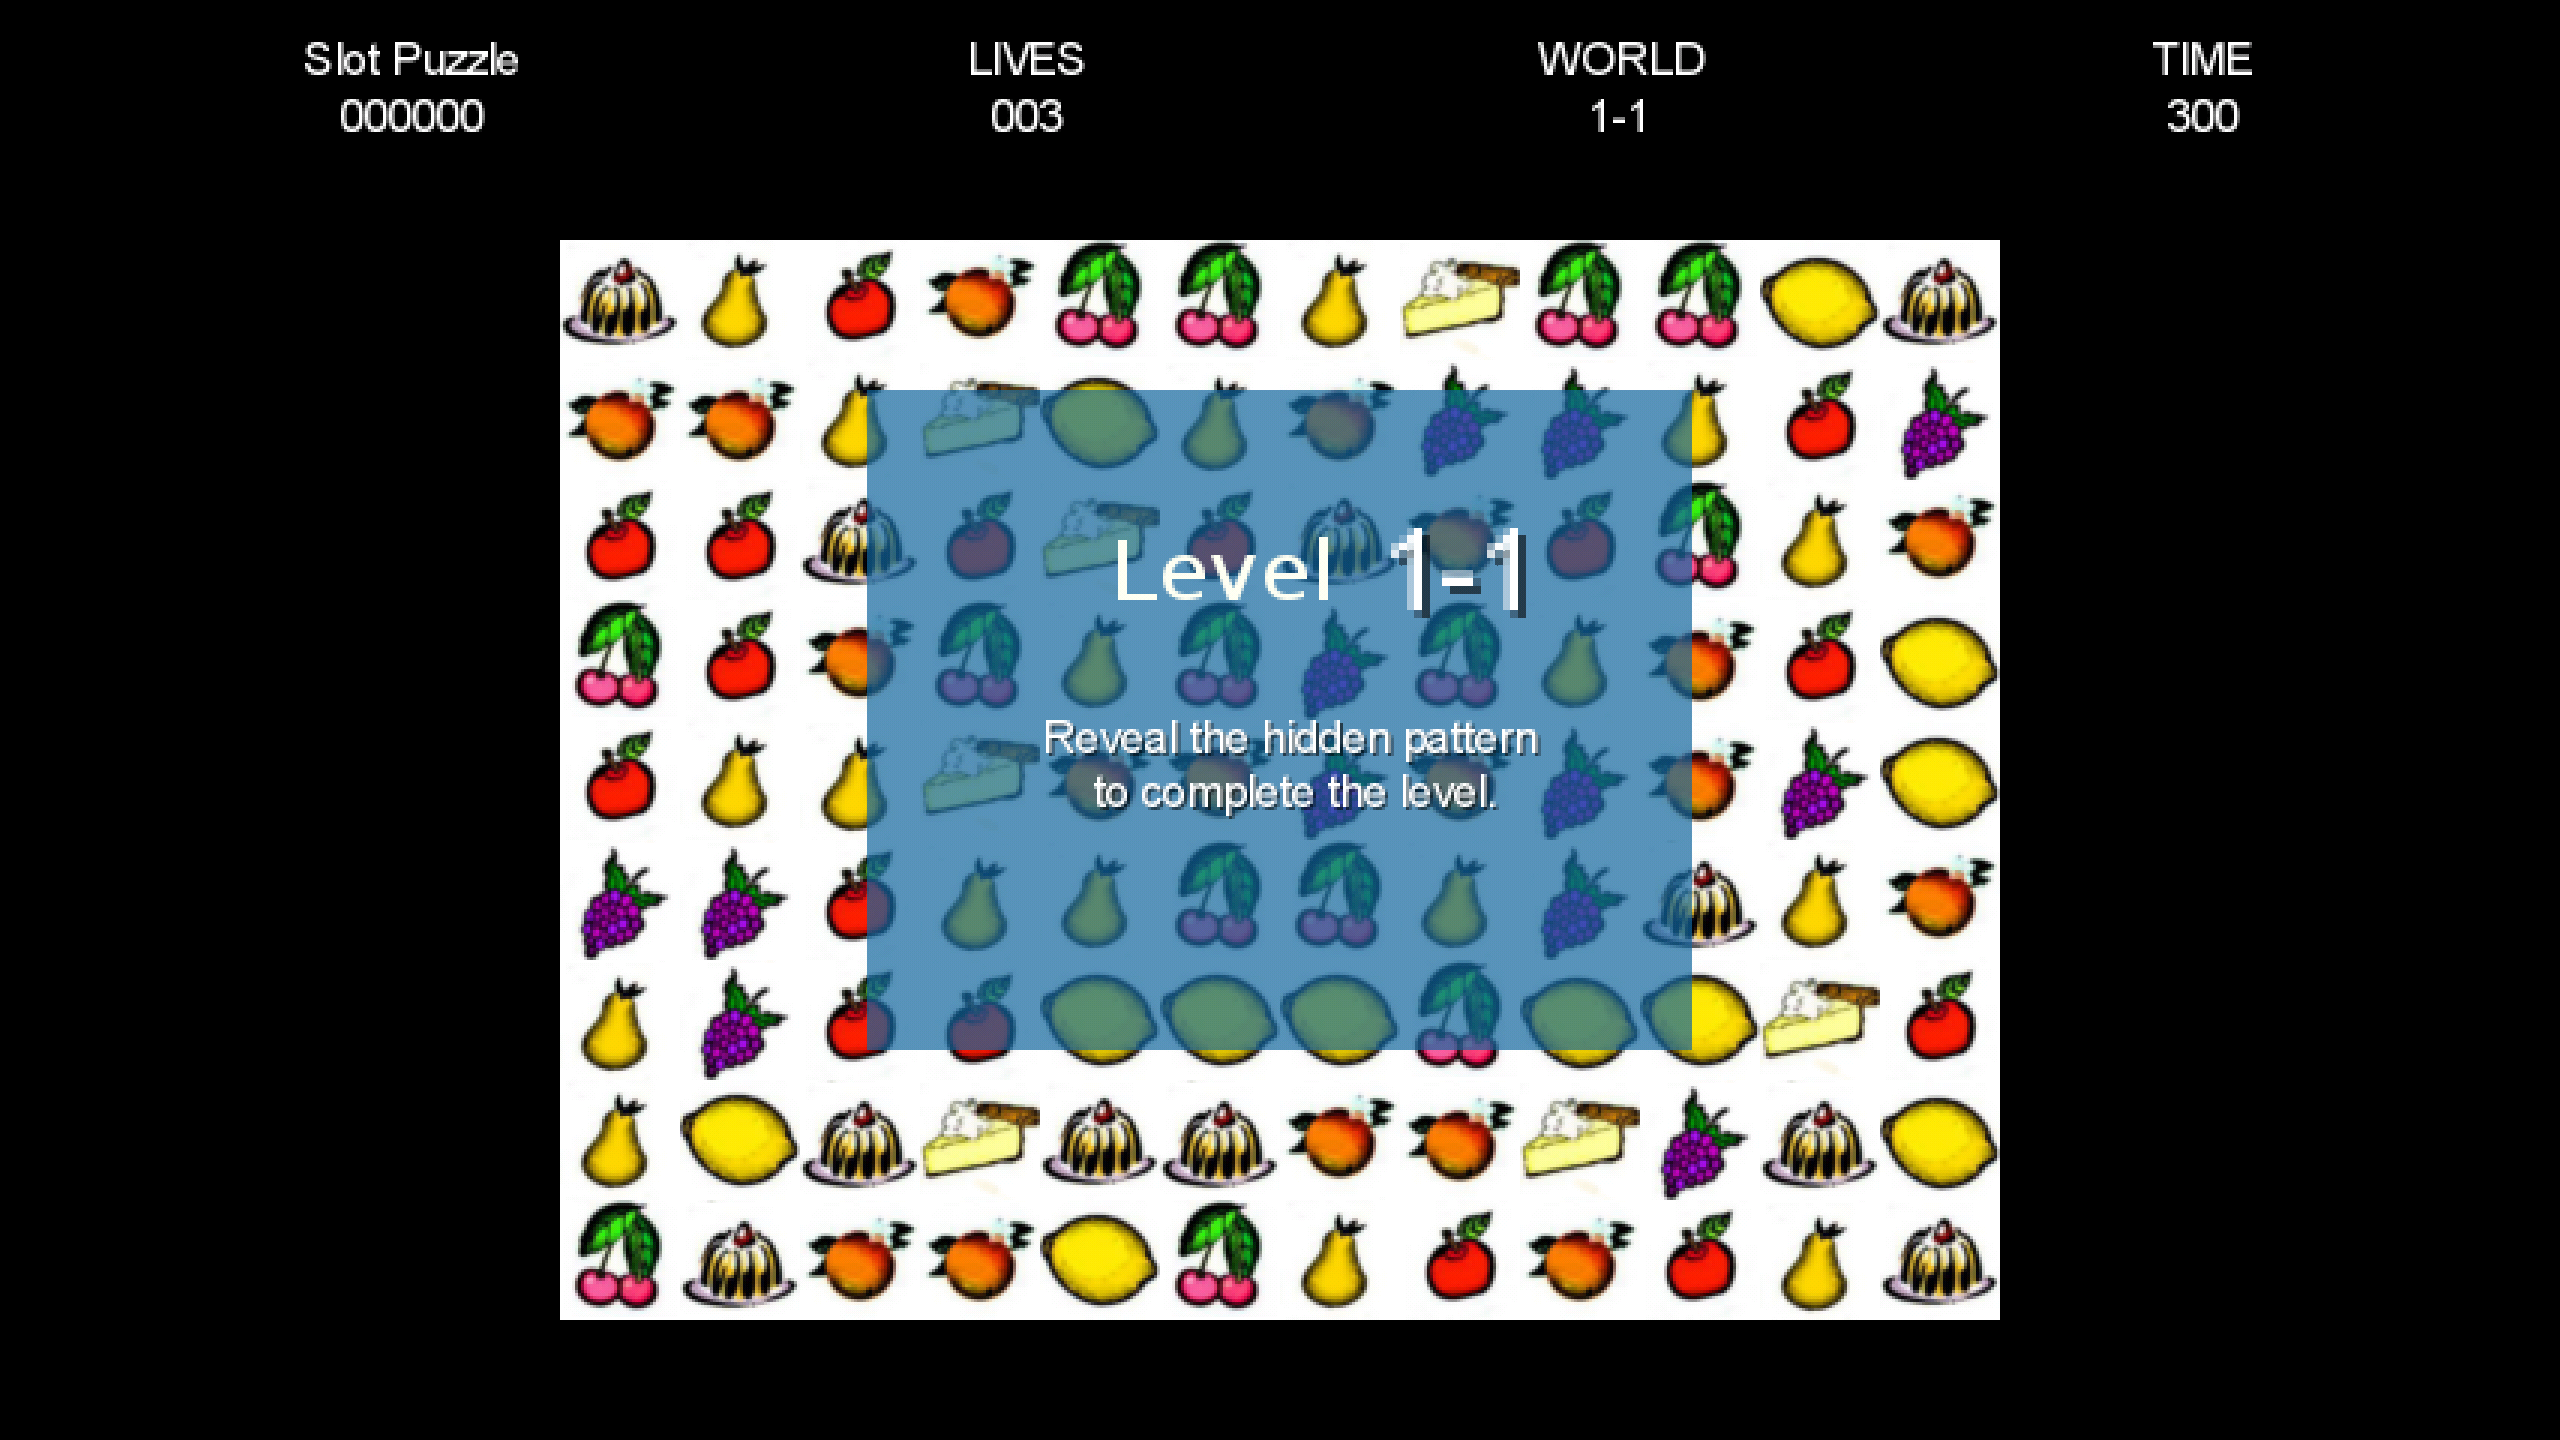 Slot Puzzle LIVES WORLD TIME
000000 003 1-1 300
Level 1-1
Reveal the hidden pattern
to complete the level.